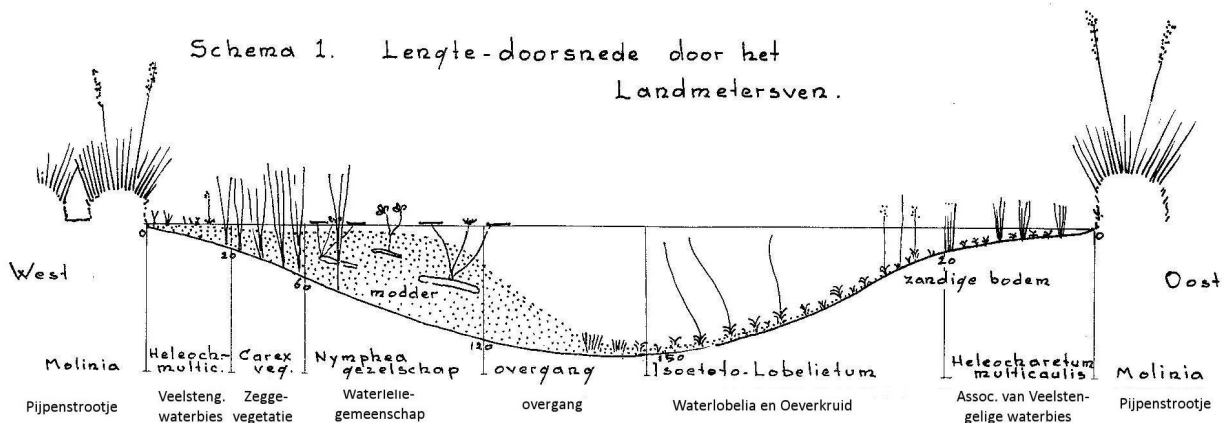 Schema 1. Lengte-doorsnede door het
Landmetersven.
0 20 60 120 150 20 0
West modder zandige bodem Oost
Molinia Heleoch- multic. Carex veg. Nymphea gezelschap overgang Isoeteto-Lobelietum Heleocharetum multicaulis Molinia
Pijpenstrootje Veelsteng. waterbies Zegge- vegetatie Waterlelie- gemeenschap overgang Waterlobelia en Oeverkruid Assoc. van Veelsten- gelige waterbies Pijpenstrootje